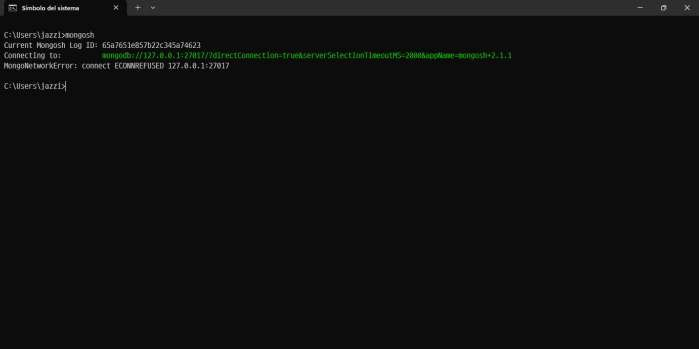 Símbolo del sistema
C:\Users\jazzi>mongosh
Current Mongosh Log ID: 65a7651e857b22c345a74623
Connecting to: mongodb://127.0.0.1:27017/?directConnection=true&serverSelectionTimeoutMS=2000&appName=mongosh+2.1.1
MongoNetworkError: connect ECONNREFUSED 127.0.0.1:27017
C:\Users\jazzi>